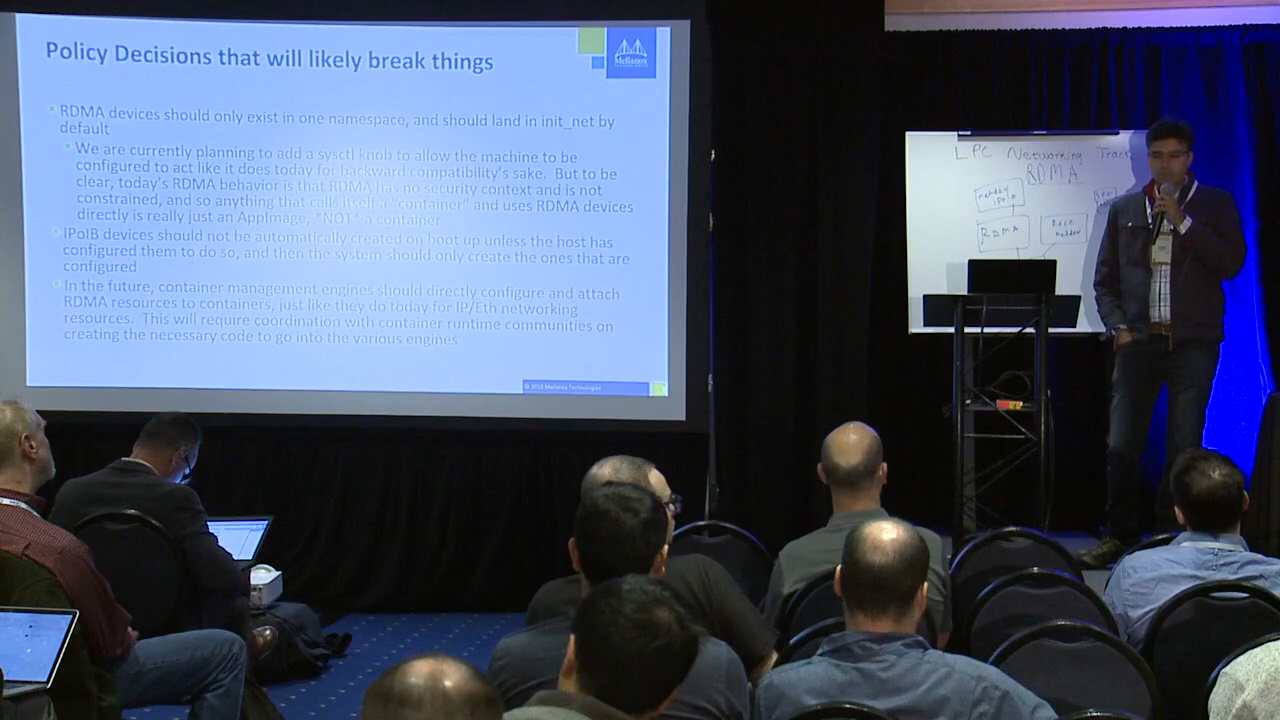 Policy Decisions that will likely break things
Mellanox
TECHNOLOGIES
RDMA devices should only exist in one namespace, and should land in init_net by
default
We are currently planning to add a sysctl knob to allow the machine to be
configured to act like it does today for backward compatibility's sake. But to be
clear, today's RDMA behavior is that RDMA has no security context and is not
constrained, and so anything that calls itself a "container" and uses RDMA devices
directly is really just an AppImage, *NOT* a container
IPoIB devices should not be automatically created on boot up unless the host has
configured them to do so, and then the system should only create the ones that are
configured
In the future, container management engines should directly configure and attach
RDMA resources to containers, just like they do today for IP/Eth networking
resources. This will require coordination with container runtime communities on
creating the necessary code to go into the various engines
© 2018 Mellanox Technologies
LPC Networking Track
RDMA
netdev
ipoib
RDMA
Roce
netdev